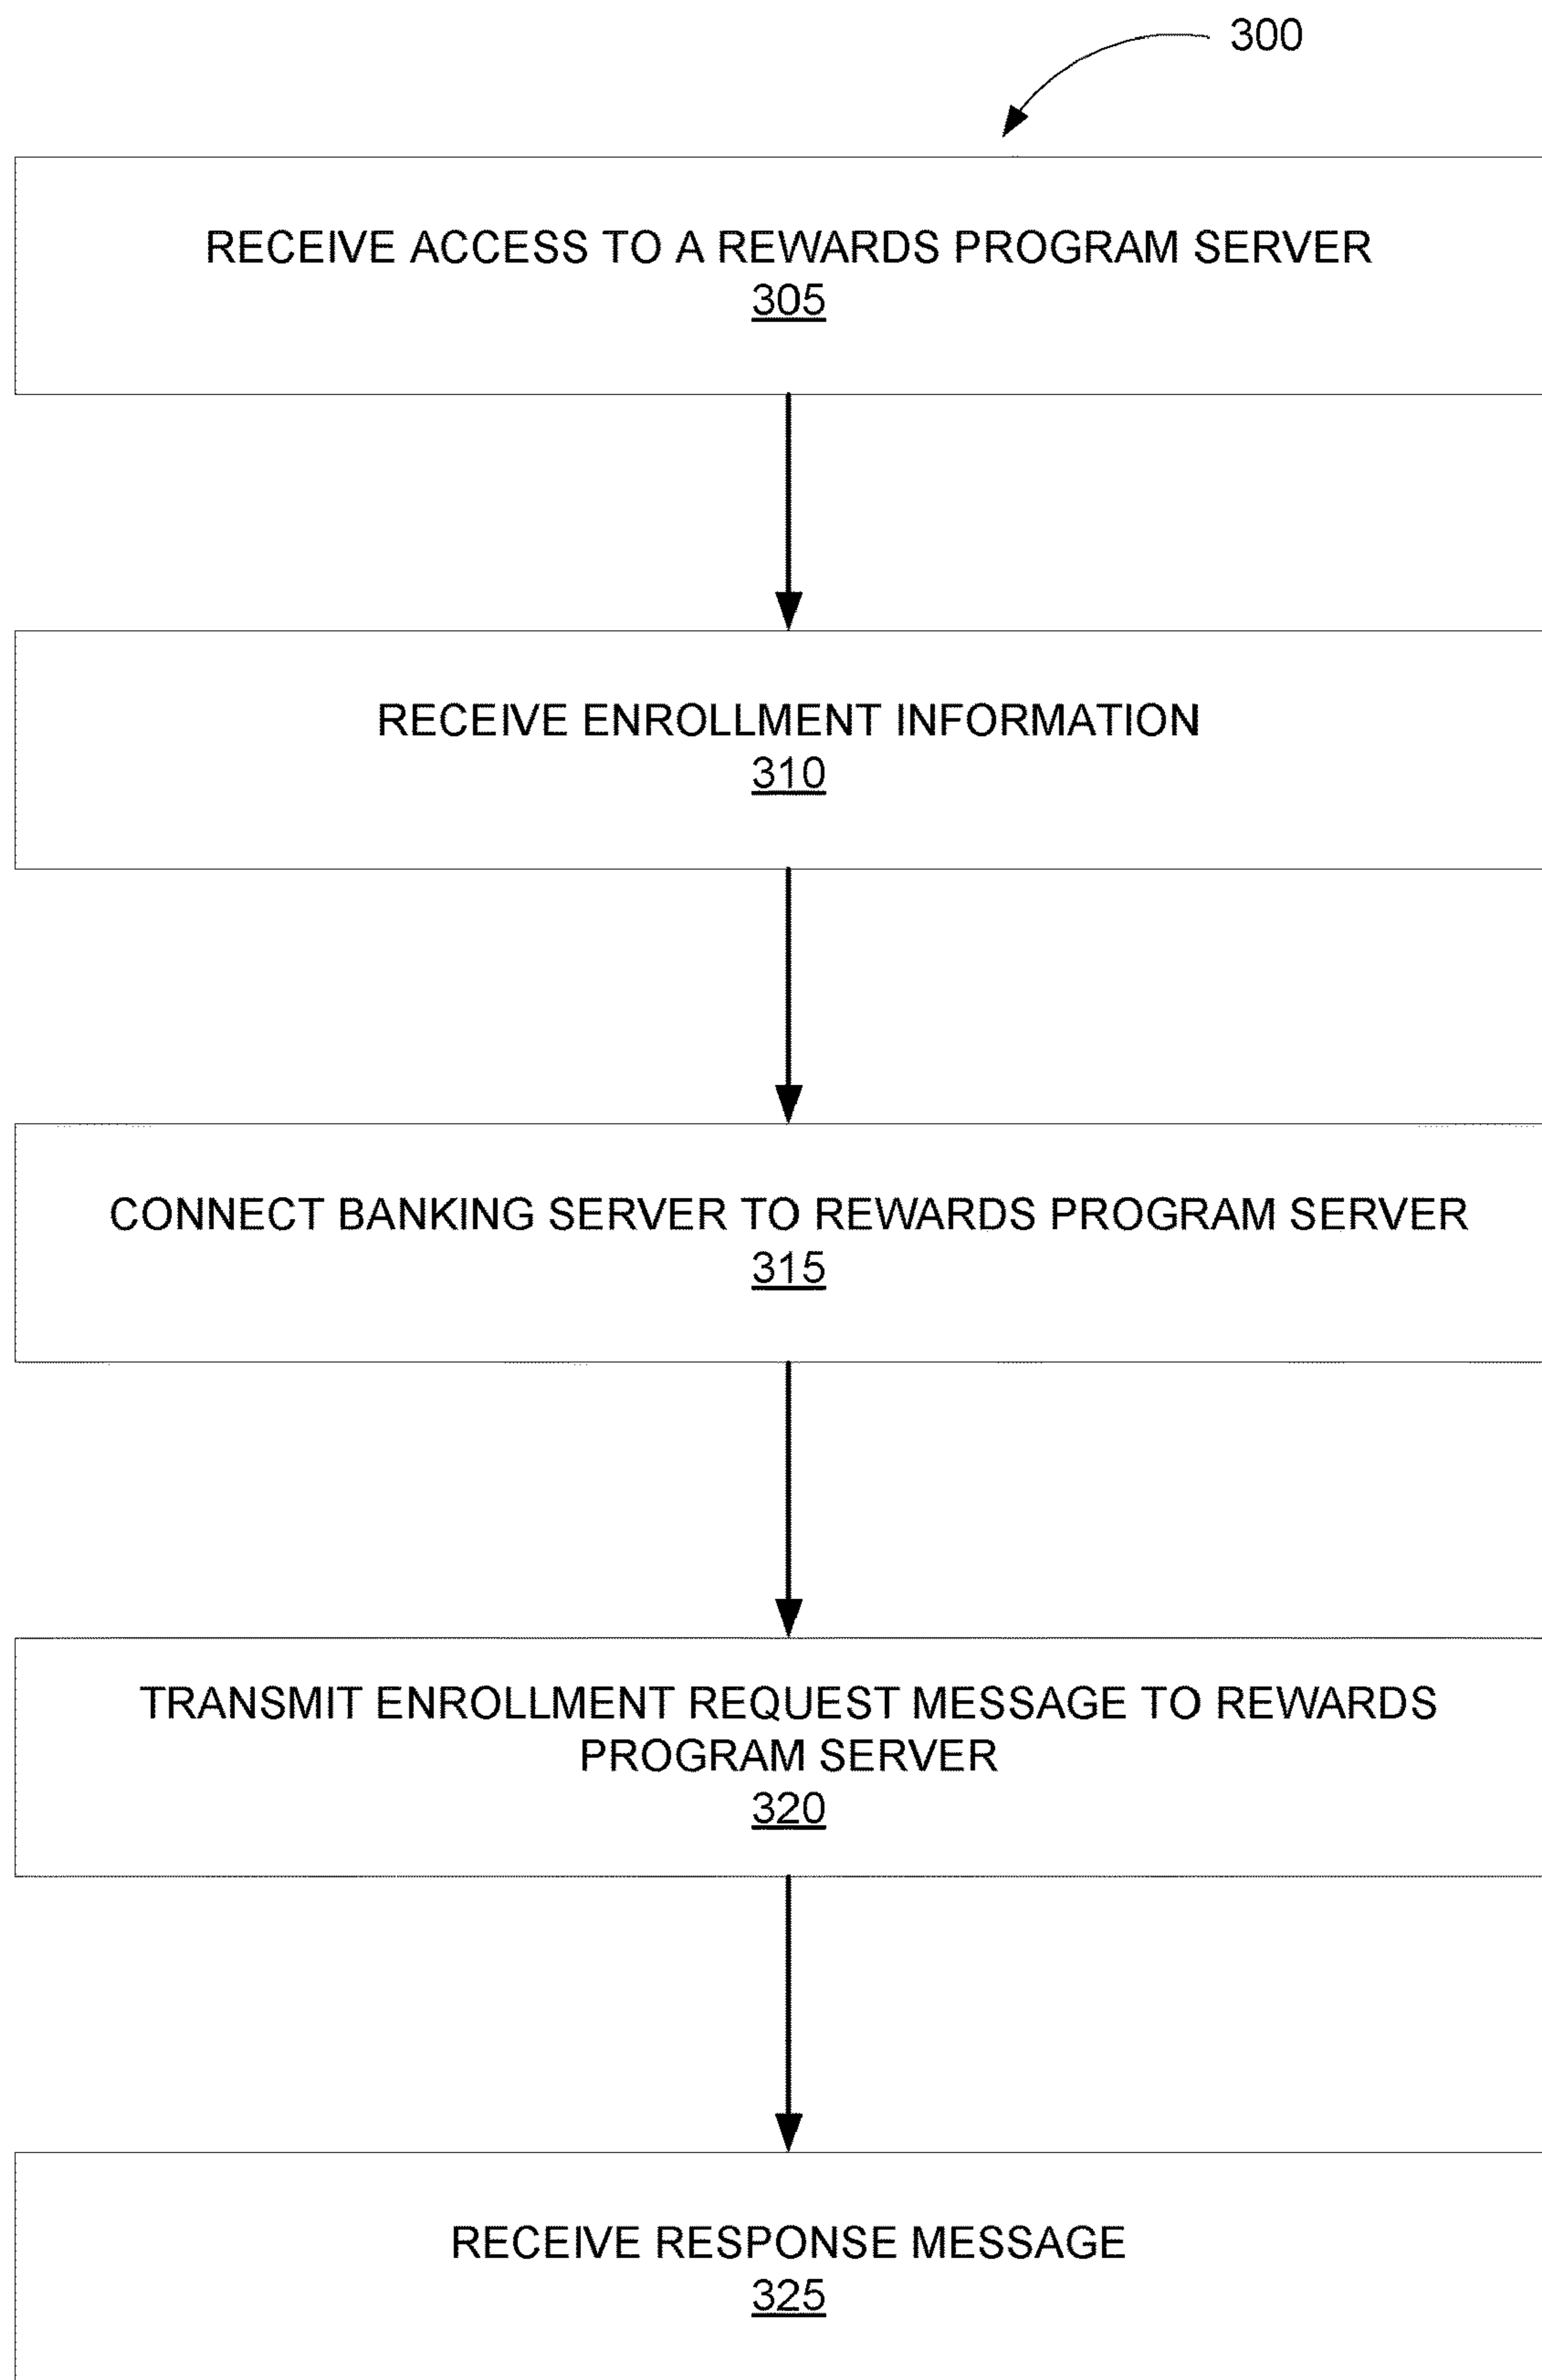 300
RECEIVE ACCESS TO A REWARDS PROGRAM SERVER
305
RECEIVE ENROLLMENT INFORMATION
310
CONNECT BANKING SERVER TO REWARDS PROGRAM SERVER
315
TRANSMIT ENROLLMENT REQUEST MESSAGE TO REWARDS
PROGRAM SERVER
320
RECEIVE RESPONSE MESSAGE
325